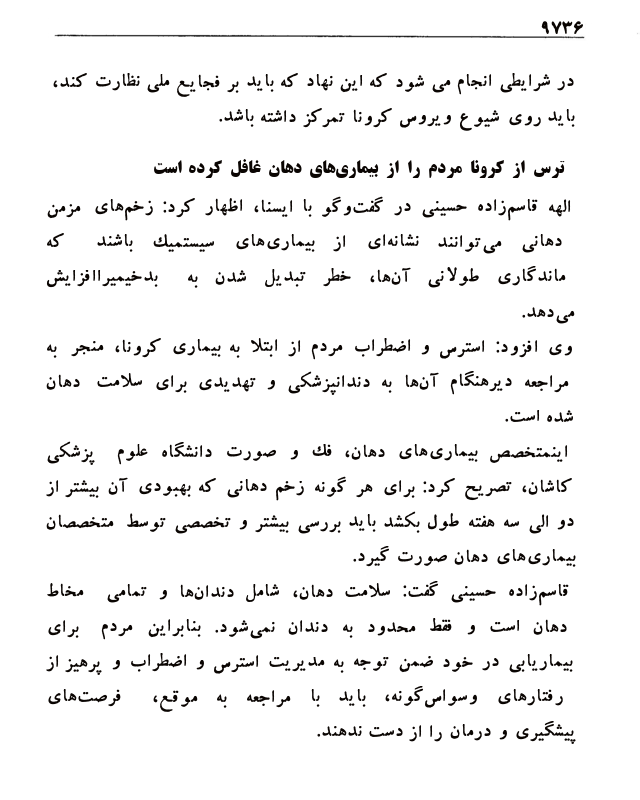 ۹۷۳۶
در شرایطی انجام می شود که این نهاد که باید بر فجایع ملی نظارت کند،
باید روی شیوع ویروس کرونا تمرکز داشته باشد.
ترس از کرونا مردم را از بیماری‌های دهان غافل کرده است
الهه قاسم‌زاده حسینی در گفت‌وگو با ایسنا، اظهار کرد: زخم‌های مزمن
دهانی می‌توانند نشانه‌ای از بیماری‌های سیستمیك باشند که
ماندگاری طولانی آن‌ها، خطر تبدیل شدن به بدخیمیراافزایش
می‌دهد.
وی افزود: استرس و اضطراب مردم از ابتلا به بیماری کرونا، منجر به
مراجعه دیرهنگام آن‌ها به دندانپزشکی و تهدیدی برای سلامت دهان
شده است.
اینمتخصص بیماری‌های دهان، فك و صورت دانشگاه علوم پزشکی
کاشان، تصریح کرد: برای هر گونه زخم دهانی که بهبودی آن بیشتر از
دو الی سه هفته طول بکشد باید بررسی بیشتر و تخصصی توسط متخصصان
بیماری‌های دهان صورت گیرد.
قاسم‌زاده حسینی گفت: سلامت دهان، شامل دندان‌ها و تمامی مخاط
دهان است و فقط محدود به دندان نمی‌شود. بنابراین مردم برای
بیماریابی در خود ضمن توجه به مدیریت استرس و اضطراب و پرهیز از
رفتارهای وسواس‌گونه، باید با مراجعه به موقع، فرصت‌های
پیشگیری و درمان را از دست ندهند.